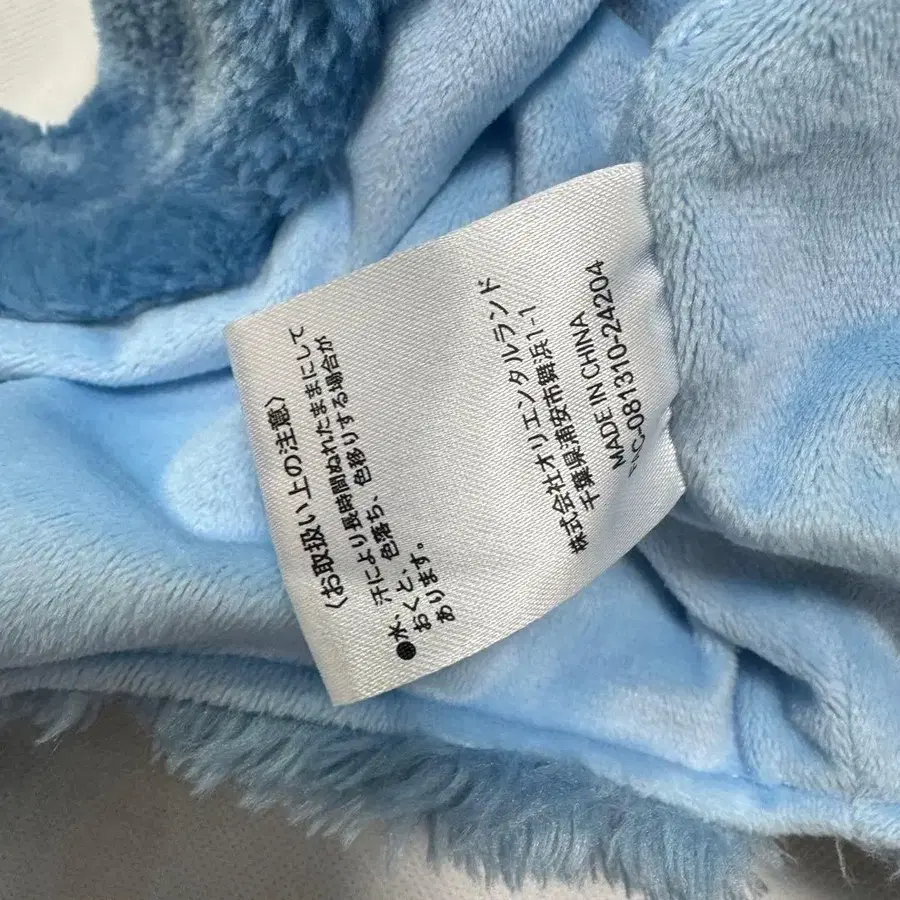 〈お取扱い上の注意〉
●水、汗により長時間ぬれたままにして
おくと、色落ち、色移りする場合が
あります。
株式会社オリエンタルランド
千葉県浦安市舞浜1-1
MADE IN CHINA
-081310-24204